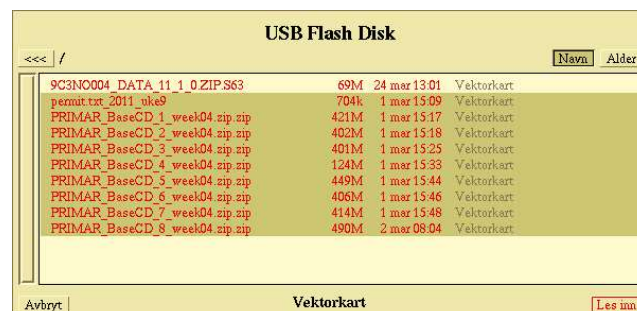 USB Flash Disk
<<< / Navn Alder
9C3NO004_DATA_11_1_0.ZIP.S63 69M 24 mar 13:01 Vektorkart
permit.txt_2011_uke9 704k 1 mar 15:09 Vektorkart
PRIMAR_BaseCD_1_week04.zip.zip 421M 1 mar 15:17 Vektorkart
PRIMAR_BaseCD_2_week04.zip.zip 402M 1 mar 15:18 Vektorkart
PRIMAR_BaseCD_3_week04.zip.zip 401M 1 mar 15:25 Vektorkart
PRIMAR_BaseCD_4_week04.zip.zip 124M 1 mar 15:33 Vektorkart
PRIMAR_BaseCD_5_week04.zip.zip 449M 1 mar 15:44 Vektorkart
PRIMAR_BaseCD_6_week04.zip.zip 406M 1 mar 15:46 Vektorkart
PRIMAR_BaseCD_7_week04.zip.zip 414M 1 mar 15:48 Vektorkart
PRIMAR_BaseCD_8_week04.zip.zip 490M 2 mar 08:04 Vektorkart
Avbryt Vektorkart Les inn